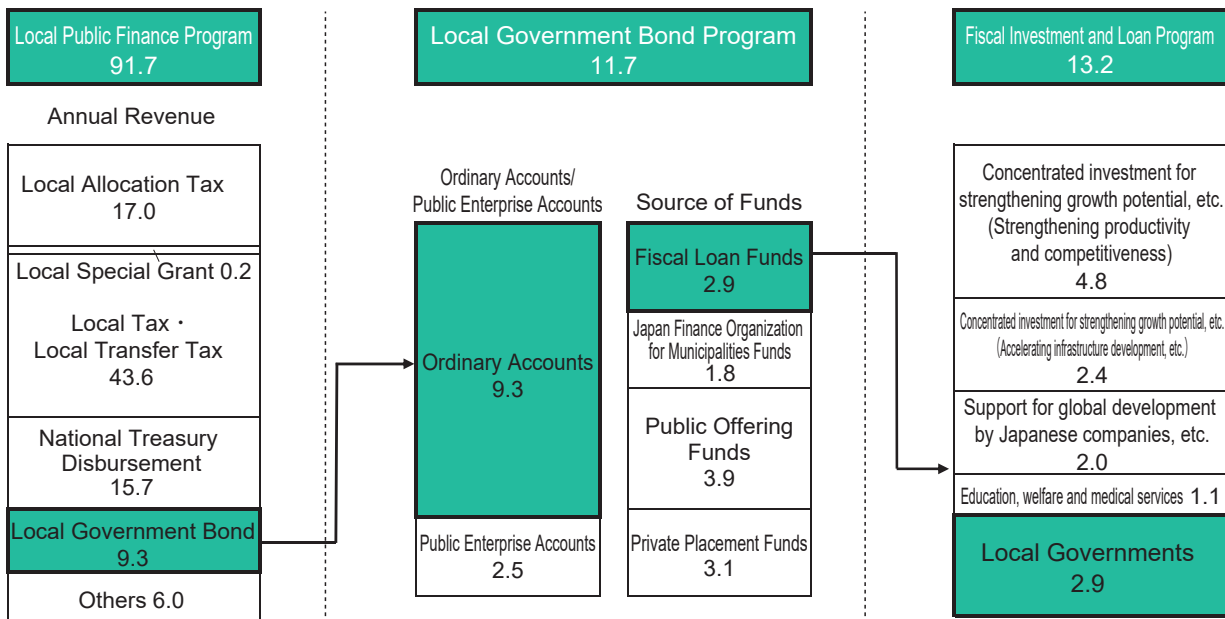 Local Public Finance Program
91.7
Annual Revenue
Local Allocation Tax
17.0
Local Special Grant 0.2
Local Tax・
Local Transfer Tax
43.6
National Treasury
Disbursement
15.7
Local Government Bond
9.3
Others 6.0
Local Government Bond Program
11.7
Ordinary Accounts/
Public Enterprise Accounts
Ordinary Accounts
9.3
Public Enterprise Accounts
2.5
Source of Funds
Fiscal Loan Funds
2.9
Japan Finance Organization
for Municipalities Funds
1.8
Public Offering
Funds
3.9
Private Placement Funds
3.1
Fiscal Investment and Loan Program
13.2
Concentrated investment for
strengthening growth potential, etc.
(Strengthening productivity
and competitiveness)
4.8
Concentrated investment for strengthening growth potential, etc.
(Accelerating infrastructure development, etc.)
2.4
Support for global development
by Japanese companies, etc.
2.0
Education, welfare and medical services 1.1
Local Governments
2.9